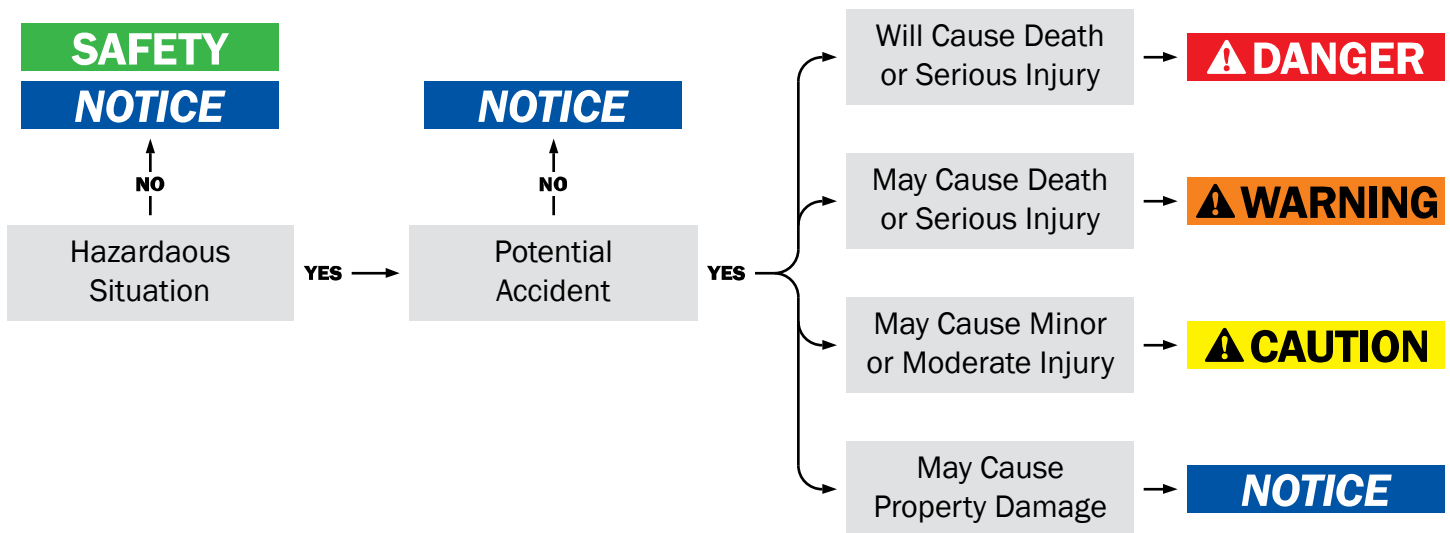 SAFETY
NOTICE
NO
Hazardaous
Situation
YES
NOTICE
NO
Potential
Accident
YES
Will Cause Death
or Serious Injury
DANGER
May Cause Death
or Serious Injury
WARNING
May Cause Minor
or Moderate Injury
CAUTION
May Cause
Property Damage
NOTICE